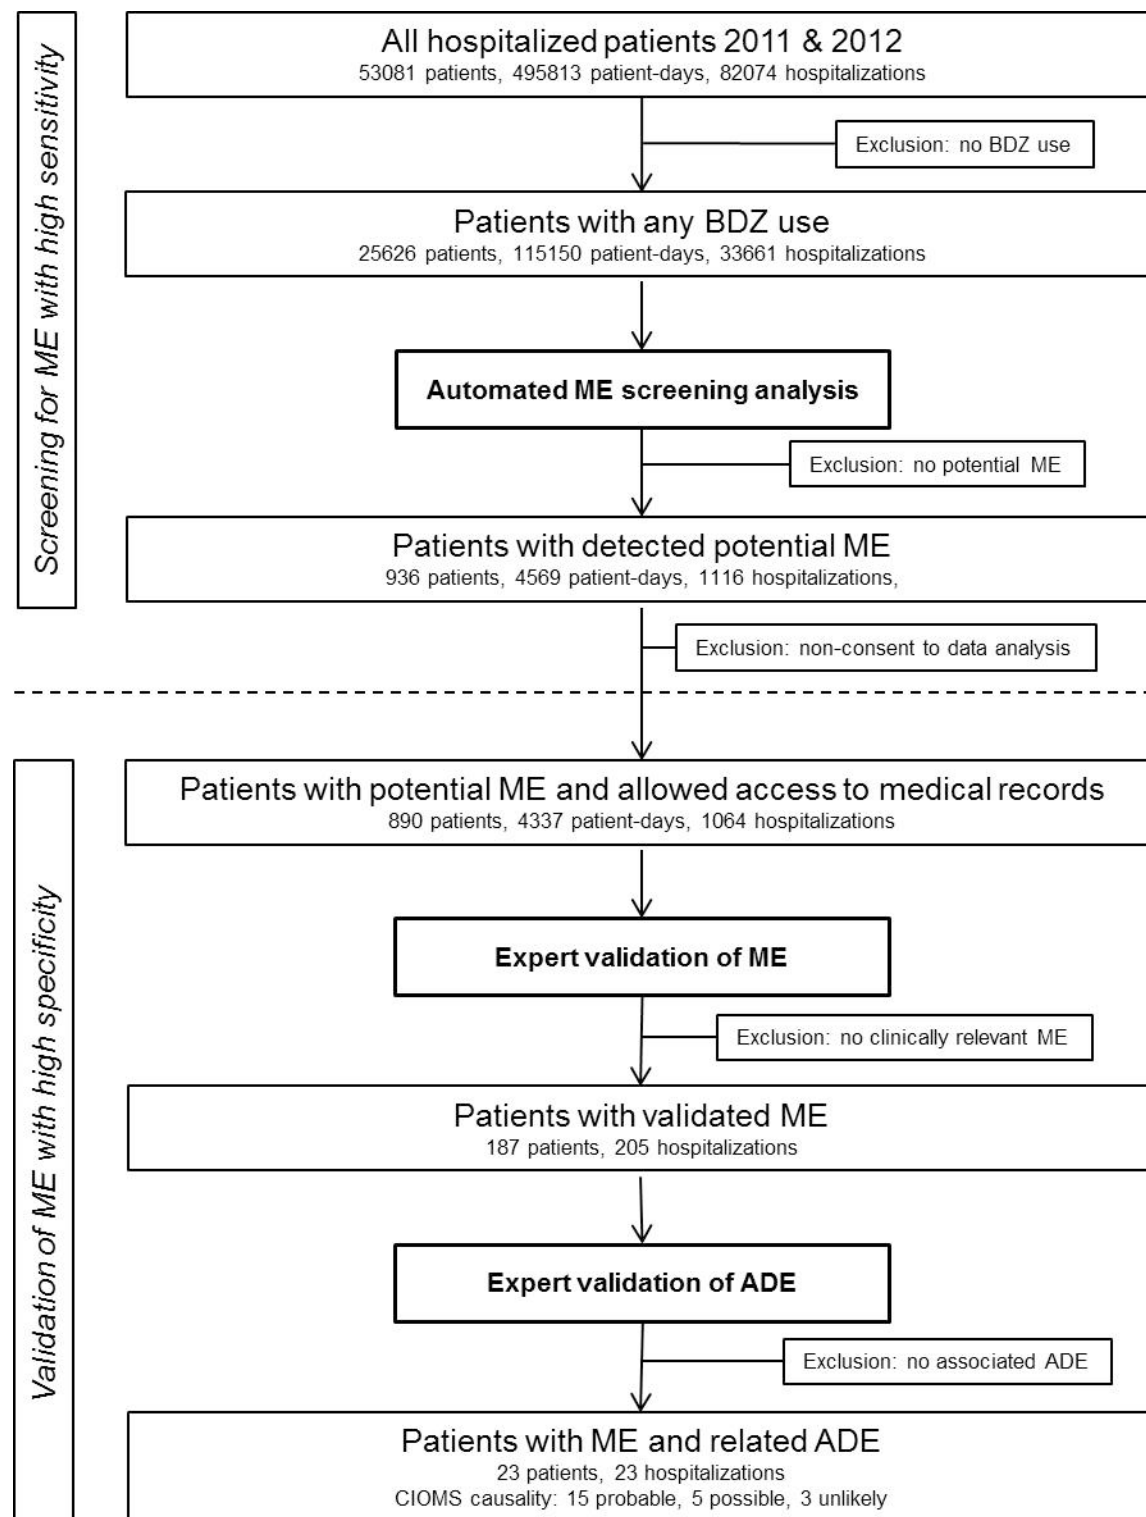 Screening for ME with high sensitivity
All hospitalized patients 2011 & 2012
53081 patients, 495813 patient-days, 82074 hospitalizations
Exclusion: no BDZ use
Patients with any BDZ use
25626 patients, 115150 patient-days, 33661 hospitalizations
Automated ME screening analysis
Exclusion: no potential ME
Patients with detected potential ME
936 patients, 4569 patient-days, 1116 hospitalizations,
Exclusion: non-consent to data analysis
Validation of ME with high specificity
Patients with potential ME and allowed access to medical records
890 patients, 4337 patient-days, 1064 hospitalizations
Expert validation of ME
Exclusion: no clinically relevant ME
Patients with validated ME
187 patients, 205 hospitalizations
Expert validation of ADE
Exclusion: no associated ADE
Patients with ME and related ADE
23 patients, 23 hospitalizations
CIOMS causality: 15 probable, 5 possible, 3 unlikely